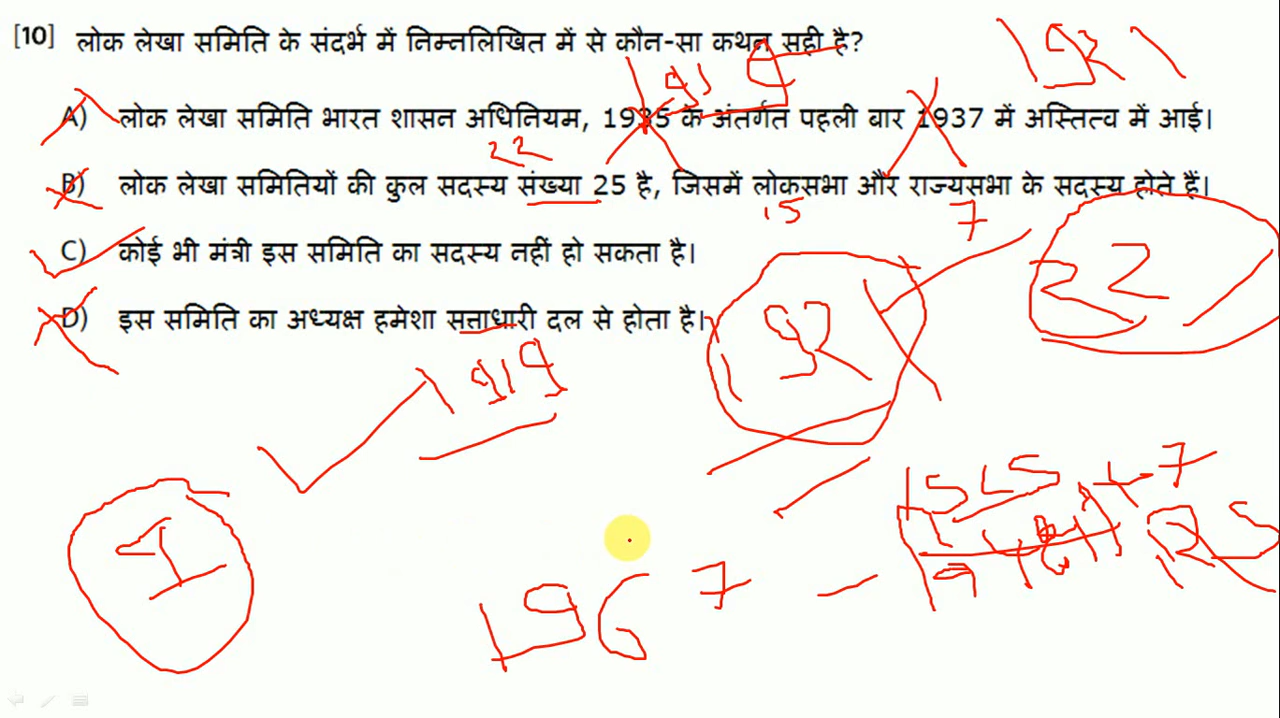 [10] लोक लेखा समिति के संदर्भ में निम्नलिखित में से कौन-सा कथन सही है?
1921
1919
A) लोक लेखा समिति भारत शासन अधिनियम, 1935 के अंतर्गत पहली बार 1937 में अस्तित्व में आई।
22
B) लोक लेखा समितियों की कुल सदस्य संख्या 25 है, जिसमें लोकसभा और राज्यसभा के सदस्य होते हैं।
15 7
C) कोई भी मंत्री इस समिति का सदस्य नहीं हो सकता है।
22
D) इस समिति का अध्यक्ष हमेशा सत्ताधारी दल से होता है।
1919
1967